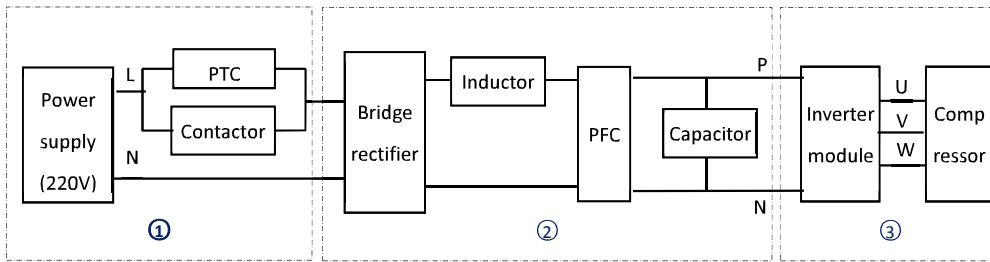 Power
supply
(220V)
L
N
PTC
Contactor
①
Bridge
rectifier
Inductor
PFC
Capacitor
P
N
②
Inverter
module
U
V
W
Comp
ressor
③